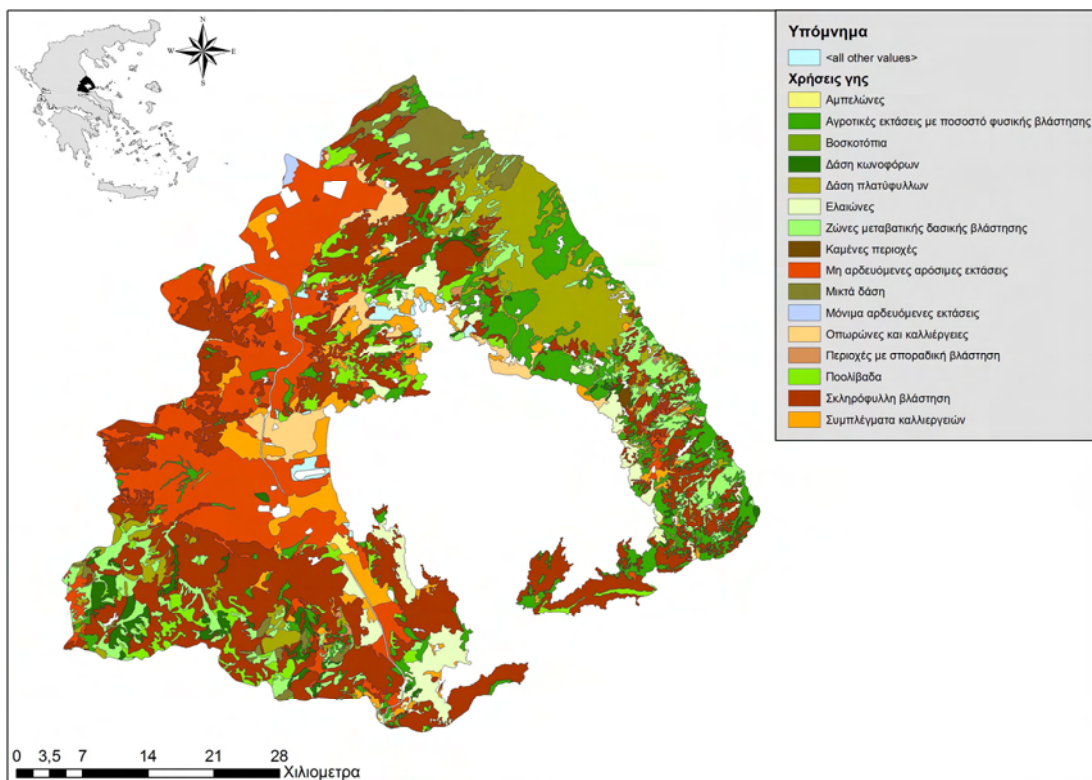 N
W
E
S
Υπόμνημα
<all other values>
Χρήσεις γης
Αμπελώνες
Αγροτικές εκτάσεις με ποσοστό φυσικής βλάστησης
Βοσκοτόπια
Δάση κωνοφόρων
Δάση πλατύφυλλων
Ελαιώνες
Ζώνες μεταβατικής δασικής βλάστησης
Καμένες περιοχές
Μη αρδευόμενες αρόσιμες εκτάσεις
Μικτά δάση
Μόνιμα αρδευόμενες εκτάσεις
Οπωρώνες και καλλιέργειες
Περιοχές με σποραδική βλάστηση
Ποολίβαδα
Σκληρόφυλλη βλάστηση
Συμπλέγματα καλλιεργειών
0 3,5 7 14 21 28
Χιλιομετρα